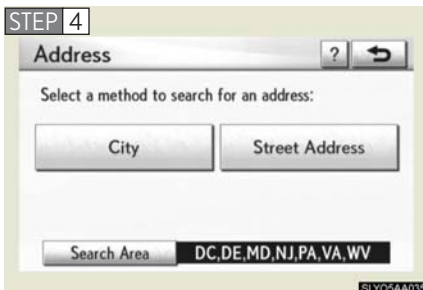 STEP 4
Address ?
Select a method to search for an address:
City Street Address
Search Area DC,DE,MD,NJ,PA,VA,WV
SLYO5AA035